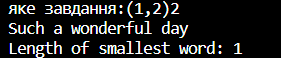 яке завдання:(1,2)2
Such a wonderful day
Length of smallest word: 1